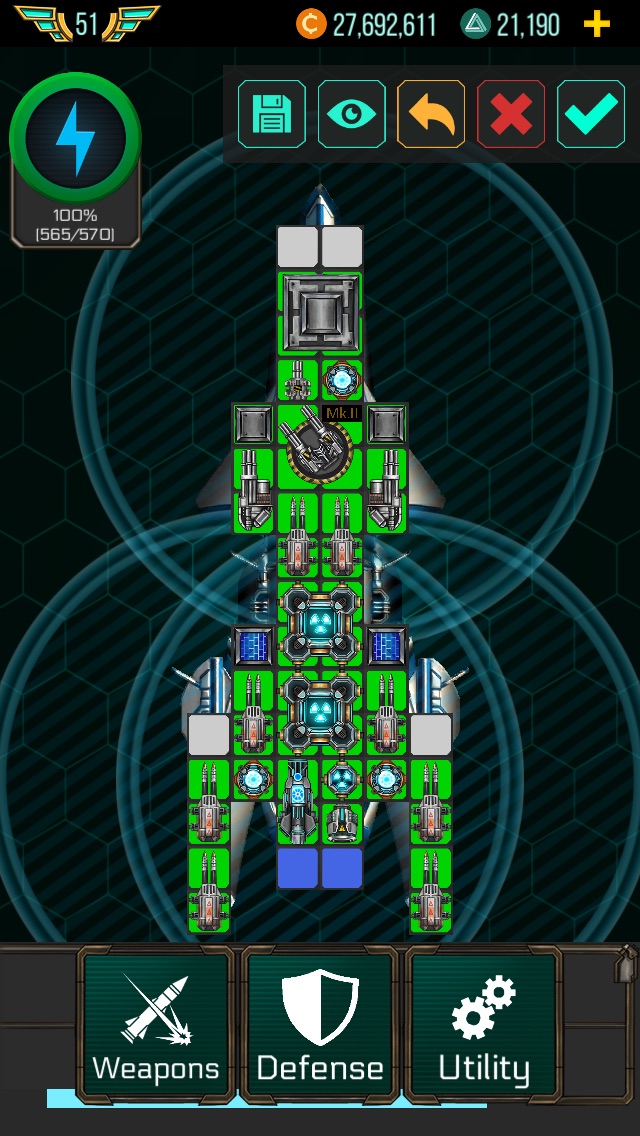 51
27,692,611
21,190
100%
(565/570)
Mk.II
Weapons
Defense
Utility